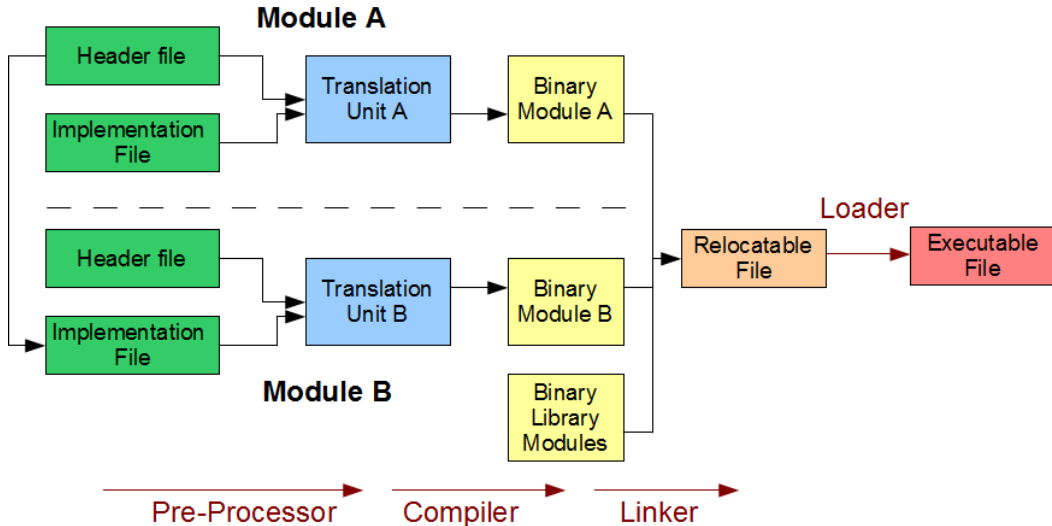 Module A
Header file
Implementation
File
Translation
Unit A
Binary
Module A
Header file
Implementation
File
Translation
Unit B
Binary
Module B
Module B
Binary
Library
Modules
Relocatable
File
Loader
Executable
File
Pre-Processor
Compiler
Linker